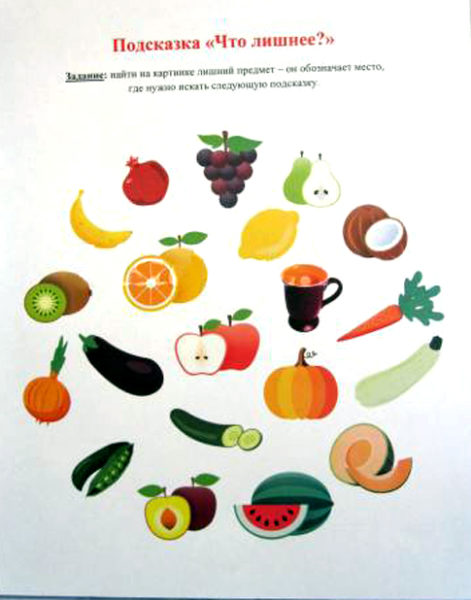 Подсказка «Что лишнее?»
Задание: найти на картинке лишний предмет – он обозначает место,
где нужно искать следующую подсказку.